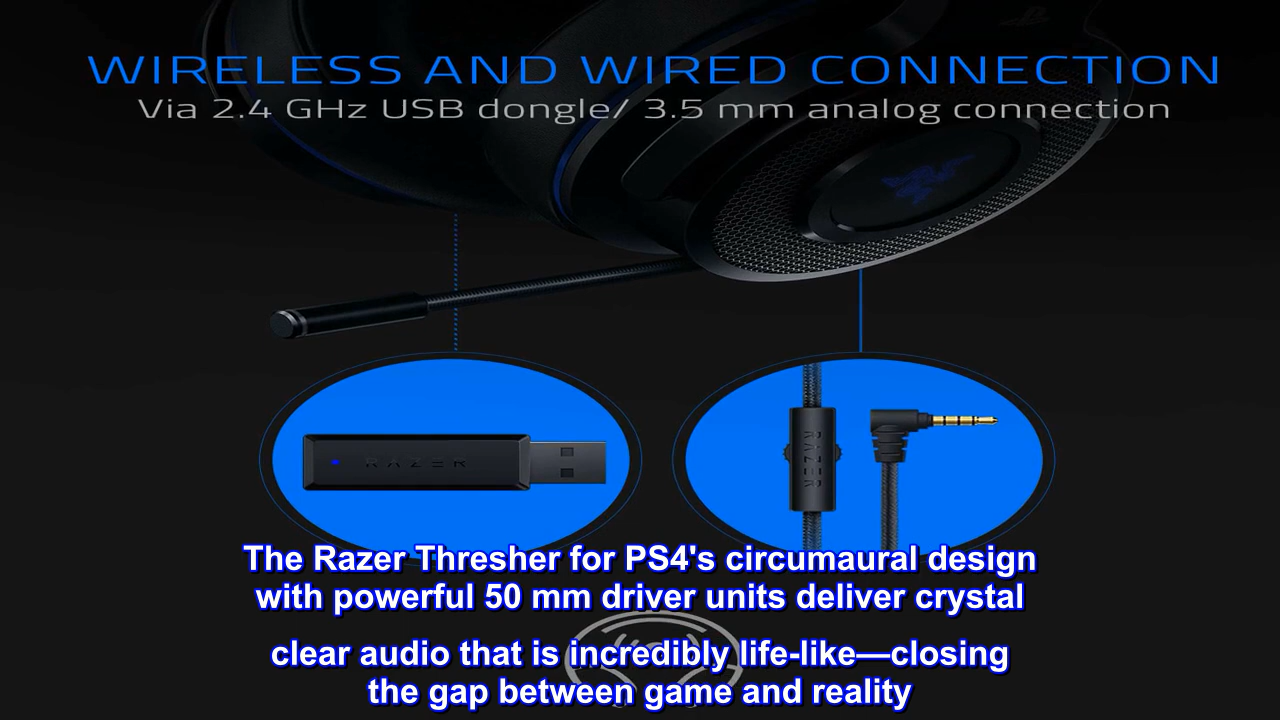 WIRELESS AND WIRED CONNECTION
Via 2.4 GHz USB dongle/ 3.5 mm analog connection
RAZER
RAZER
The Razer Thresher for PS4's circumaural design
with powerful 50 mm driver units deliver crystal
clear audio that is incredibly life-like—closing
the gap between game and reality